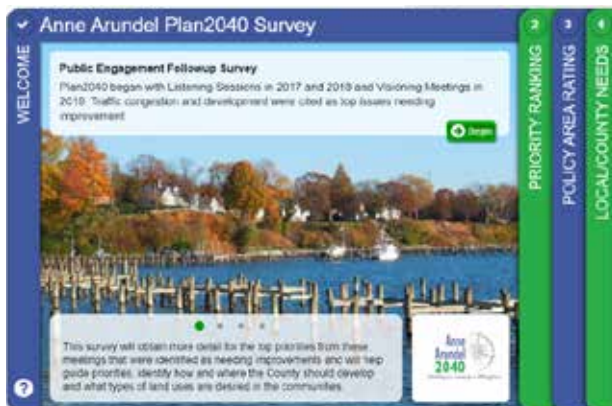 Anne Arundel Plan2040 Survey
WELCOME
Public Engagement Followup Survey
Plan2040 began with Listening Sessions in 2017 and 2018 and Visioning Meetings in
2018. Traffic congestion and development were cited as top issues needing
improvement
This survey will obtain more detail for the top priorities from these
meetings that were identified as needing improvements and will help
guide priorities, identify how and where the County should develop
and what types of land uses are desired in the communities.
Anne
Arundel
2040
?
2
PRIORITY RANKING
3
POLICY AREA RATING
4
LOCAL/COUNTY NEEDS